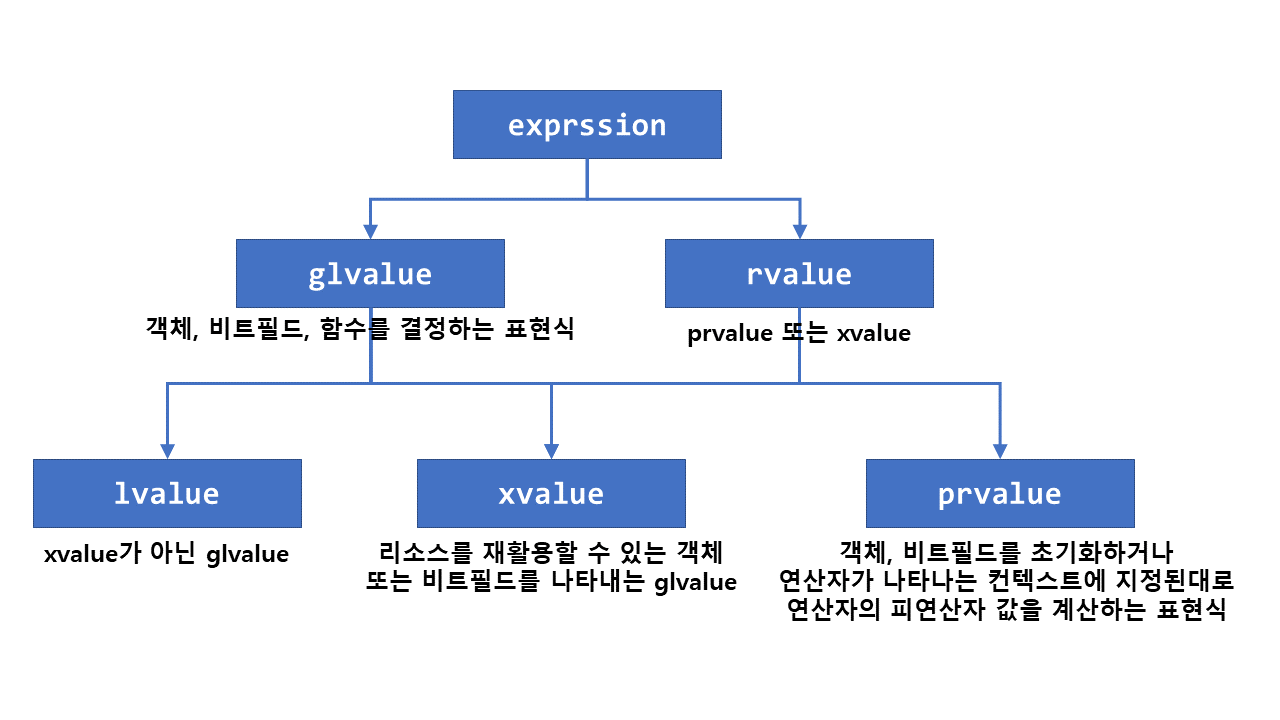 exprssion
glvalue
rvalue
객체, 비트필드, 함수를 결정하는 표현식
prvalue 또는 xvalue
lvalue
xvalue
prvalue
xvalue가 아닌 glvalue
리소스를 재활용할 수 있는 객체
또는 비트필드를 나타내는 glvalue
객체, 비트필드를 초기화하거나
연산자가 나타나는 컨텍스트에 지정된대로
연산자의 피연산자 값을 계산하는 표현식